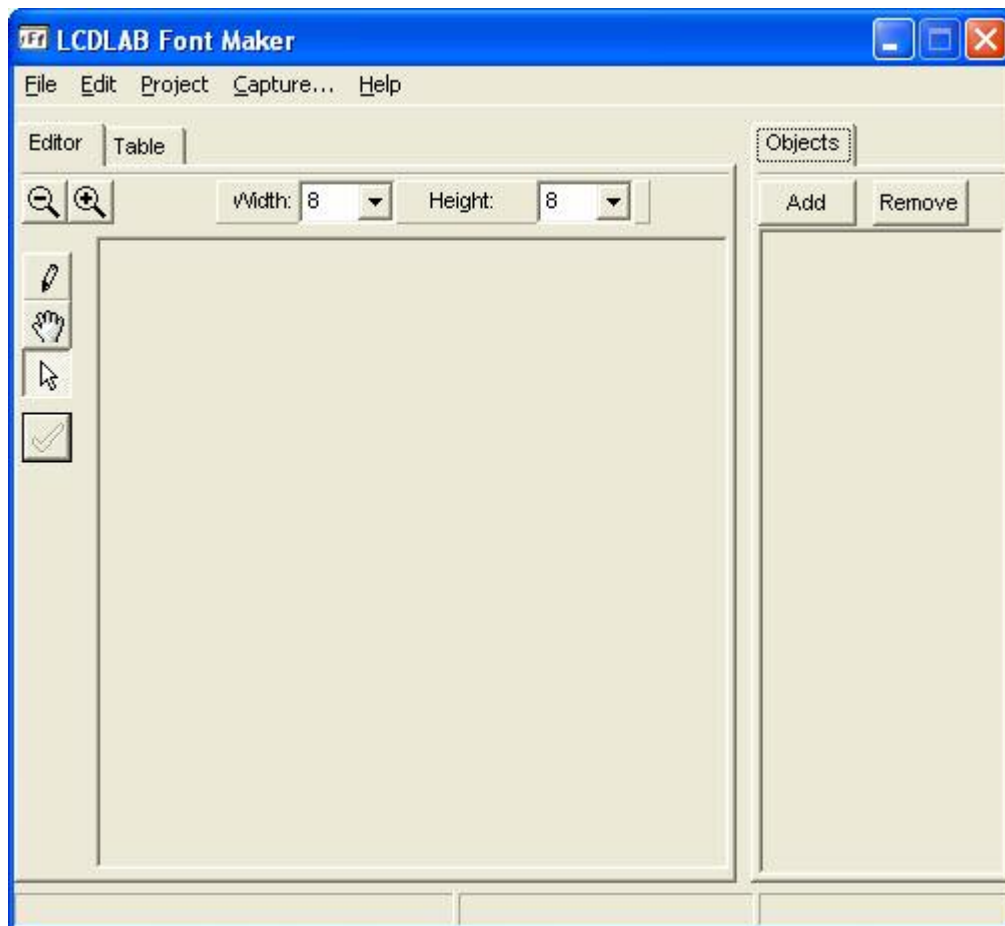 LCDLAB Font Maker
File Edit Project Capture... Help
Editor Table Objects
Width: 8 Height: 8 Add Remove